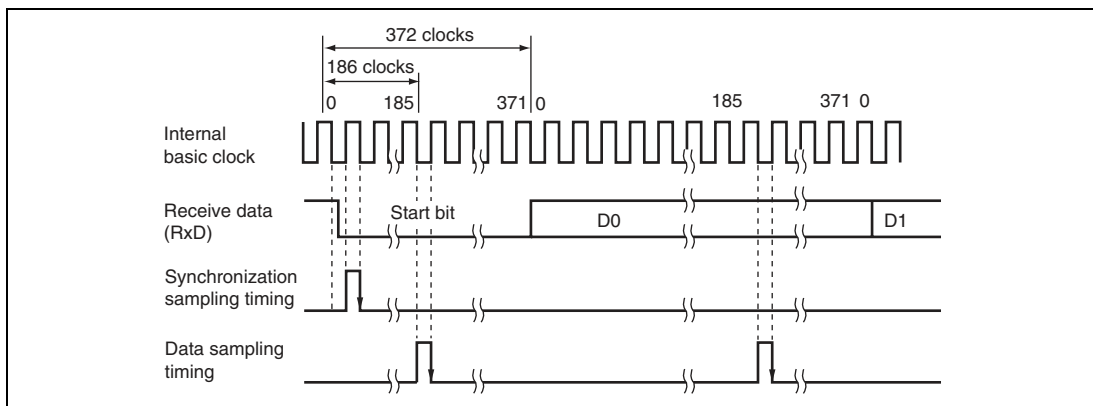 372 clocks
186 clocks
0 185 371 0 185 371 0
Internal
basic clock
Receive data
(RxD)
Start bit D0 D1
Synchronization
sampling timing
Data sampling
timing